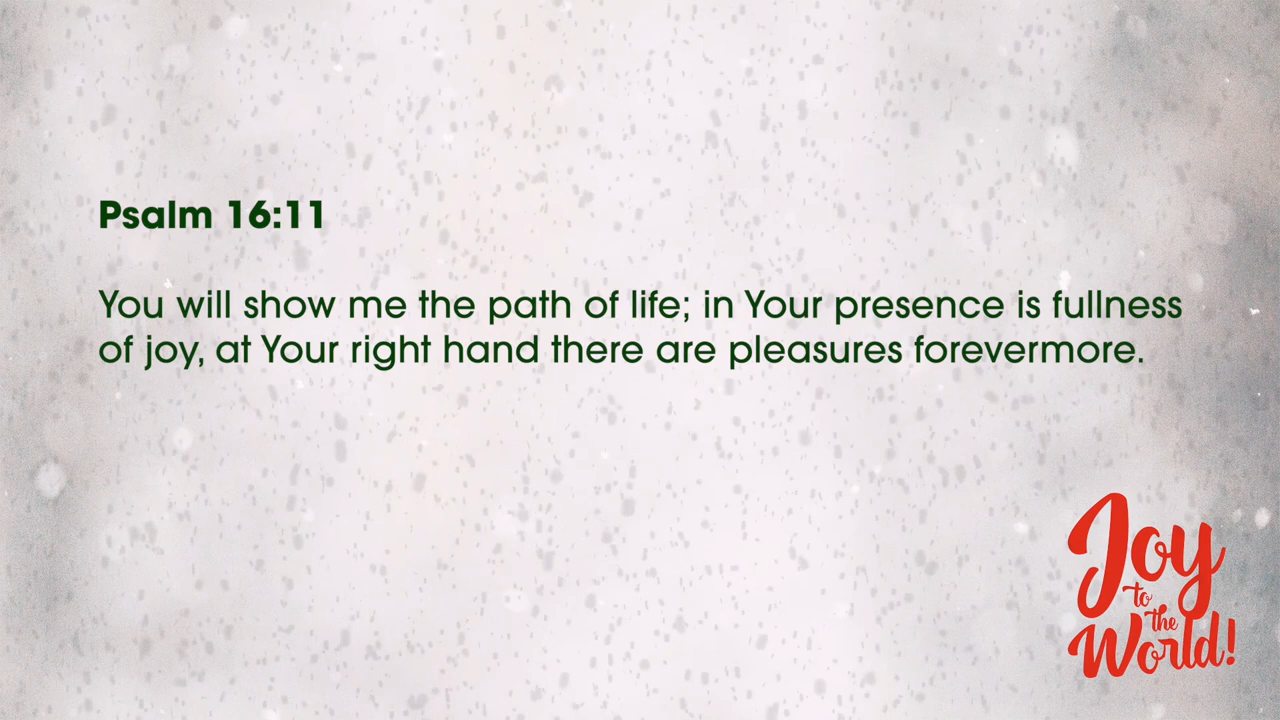 Psalm 16:11
You will show me the path of life; in Your presence is fullness
of joy, at Your right hand there are pleasures forevermore.
Joy
to
the
World!